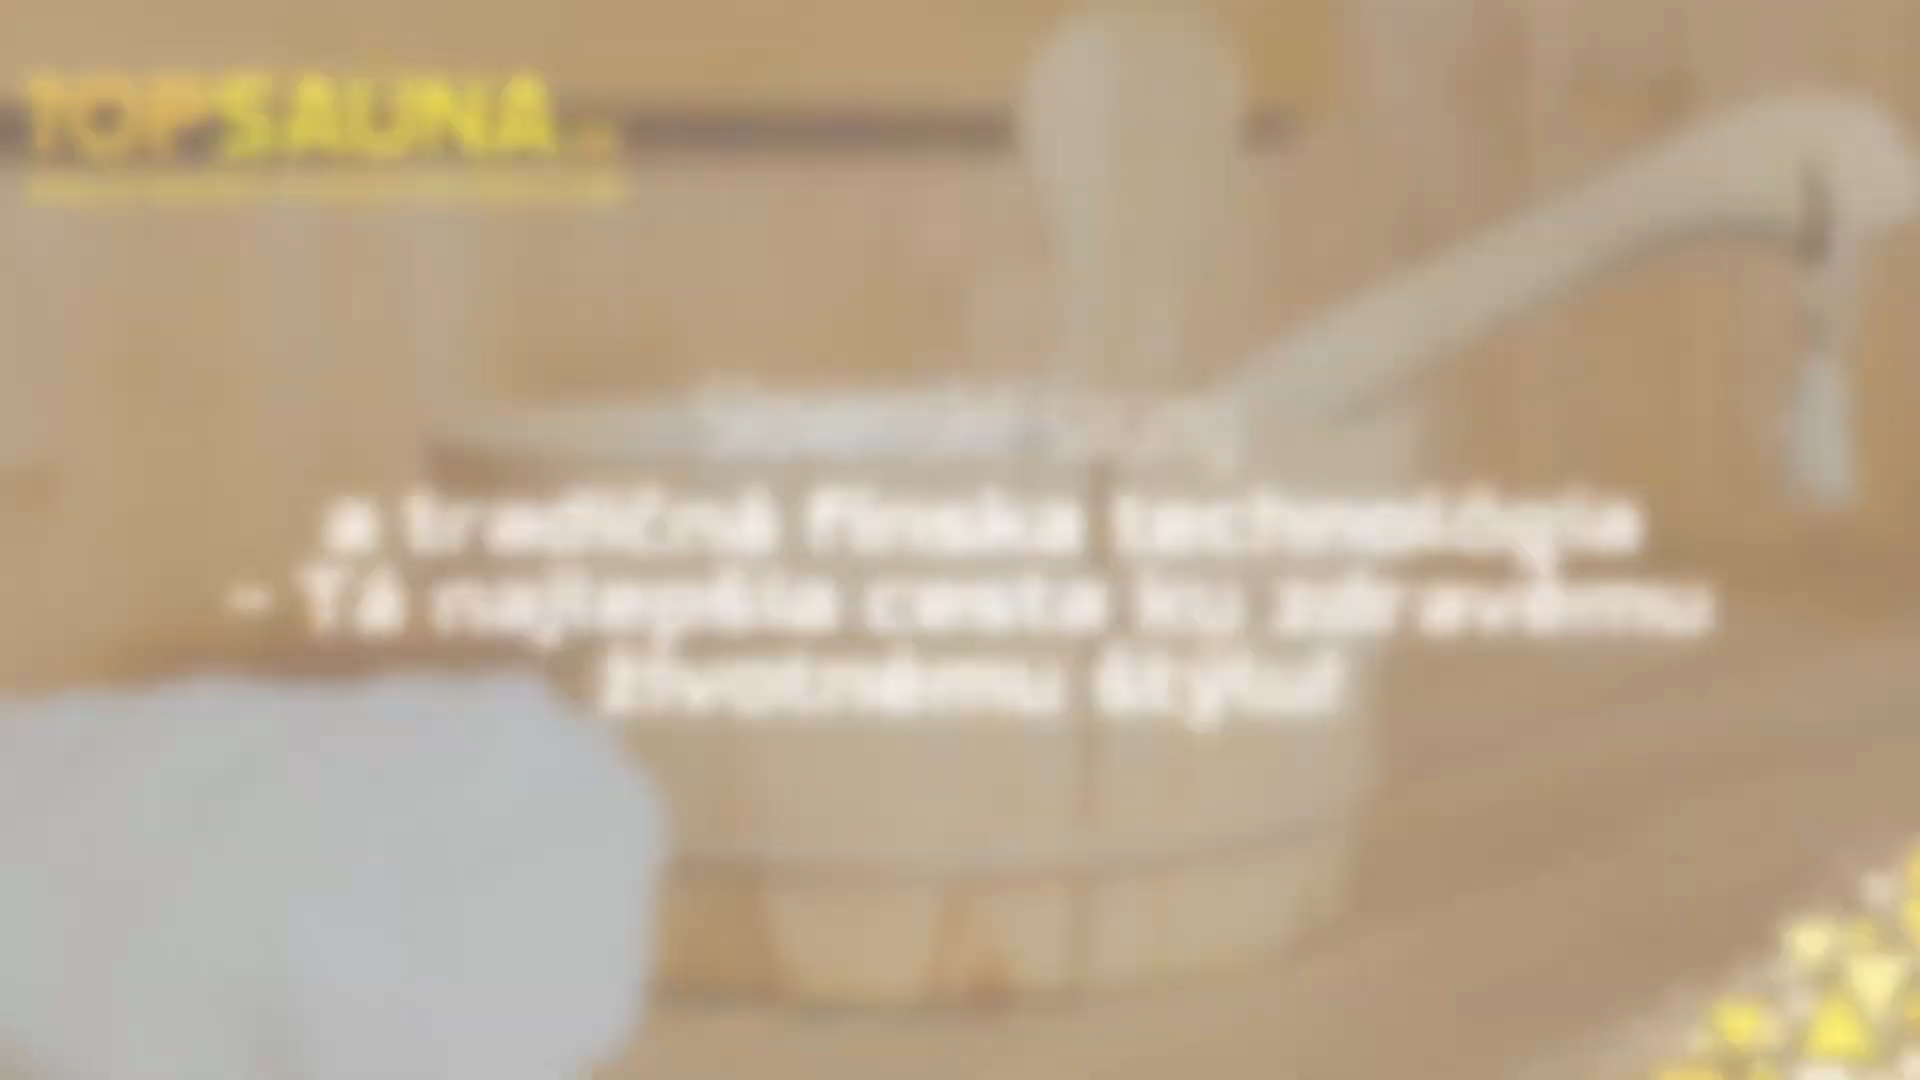 TOPSAUNA
a tradičná fínska technológia
- Tá najlepšia cesta ku zdravému
životnému štýlu!